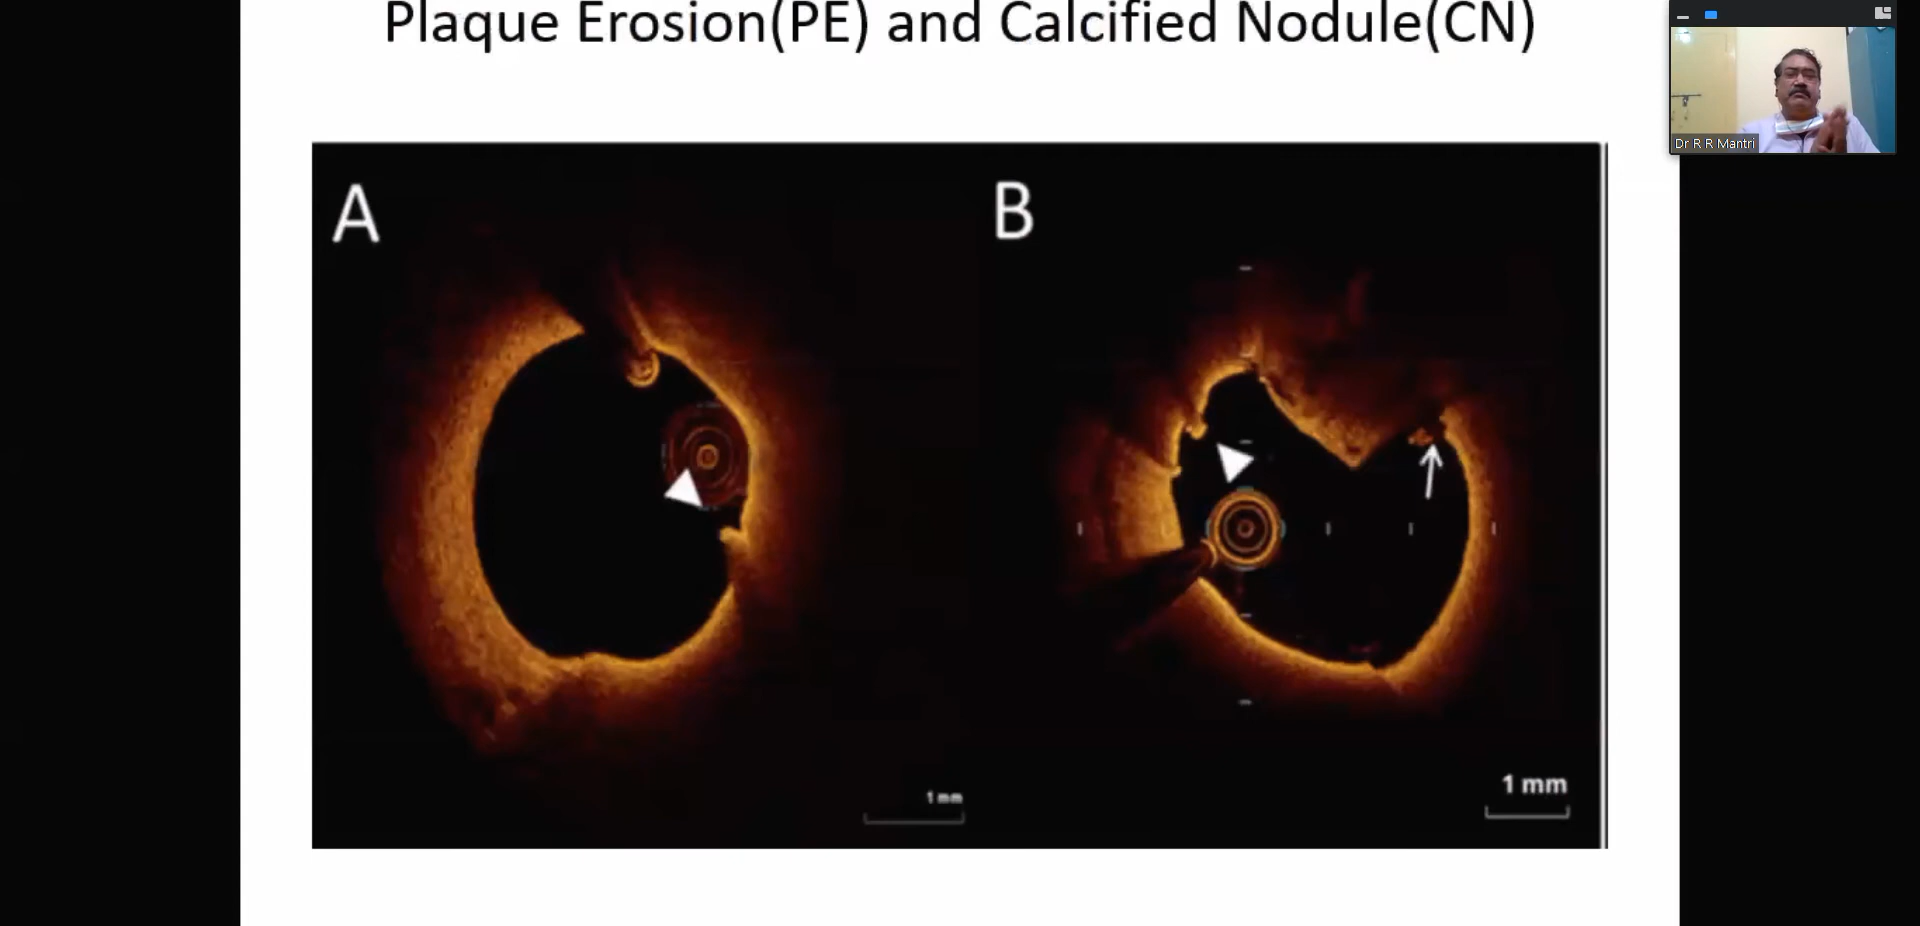 Plaque Erosion(PE) and Calcified Nodule(CN)
Dr R R Mantri
A
B
1 mm
1 mm